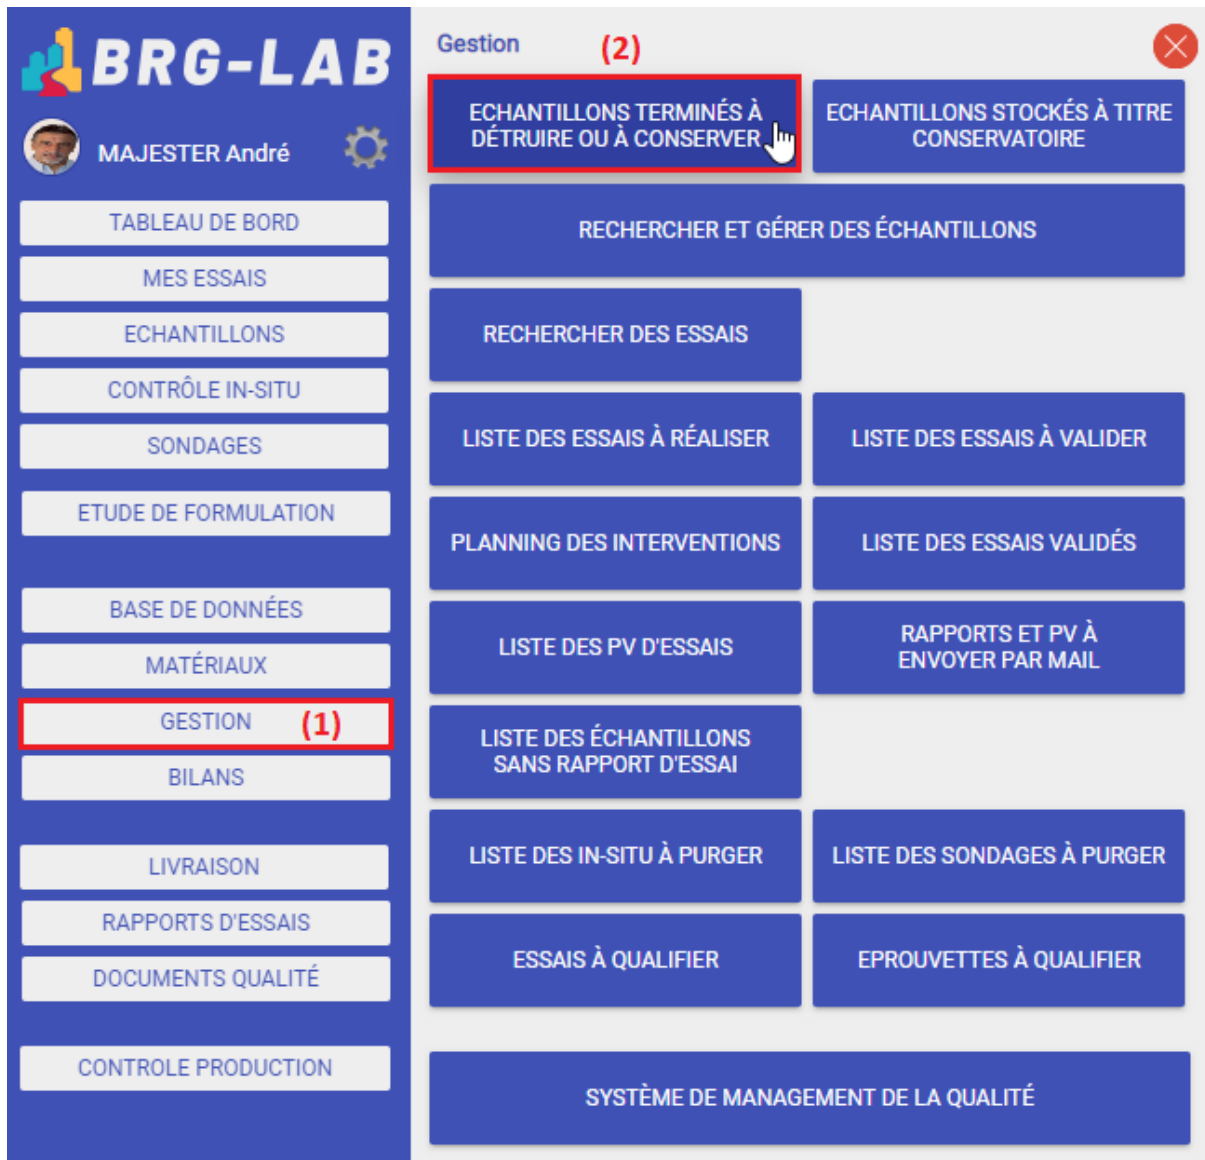 BRG-LAB
MAJESTER André
TABLEAU DE BORD
MES ESSAIS
ECHANTILLONS
CONTRÔLE IN-SITU
SONDAGES
ETUDE DE FORMULATION
BASE DE DONNÉES
MATÉRIAUX
GESTION (1)
BILANS
LIVRAISON
RAPPORTS D'ESSAIS
DOCUMENTS QUALITÉ
CONTROLE PRODUCTION
Gestion (2)
ECHANTILLONS TERMINÉS À
DÉTRUIRE OU À CONSERVER
ECHANTILLONS STOCKÉS À TITRE
CONSERVATOIRE
RECHERCHER ET GÉRER DES ÉCHANTILLONS
RECHERCHER DES ESSAIS
LISTE DES ESSAIS À RÉALISER
LISTE DES ESSAIS À VALIDER
PLANNING DES INTERVENTIONS
LISTE DES ESSAIS VALIDÉS
LISTE DES PV D'ESSAIS
RAPPORTS ET PV À
ENVOYER PAR MAIL
LISTE DES ÉCHANTILLONS
SANS RAPPORT D'ESSAI
LISTE DES IN-SITU À PURGER
LISTE DES SONDAGES À PURGER
ESSAIS À QUALIFIER
EPROUVETTES À QUALIFIER
SYSTÈME DE MANAGEMENT DE LA QUALITÉ